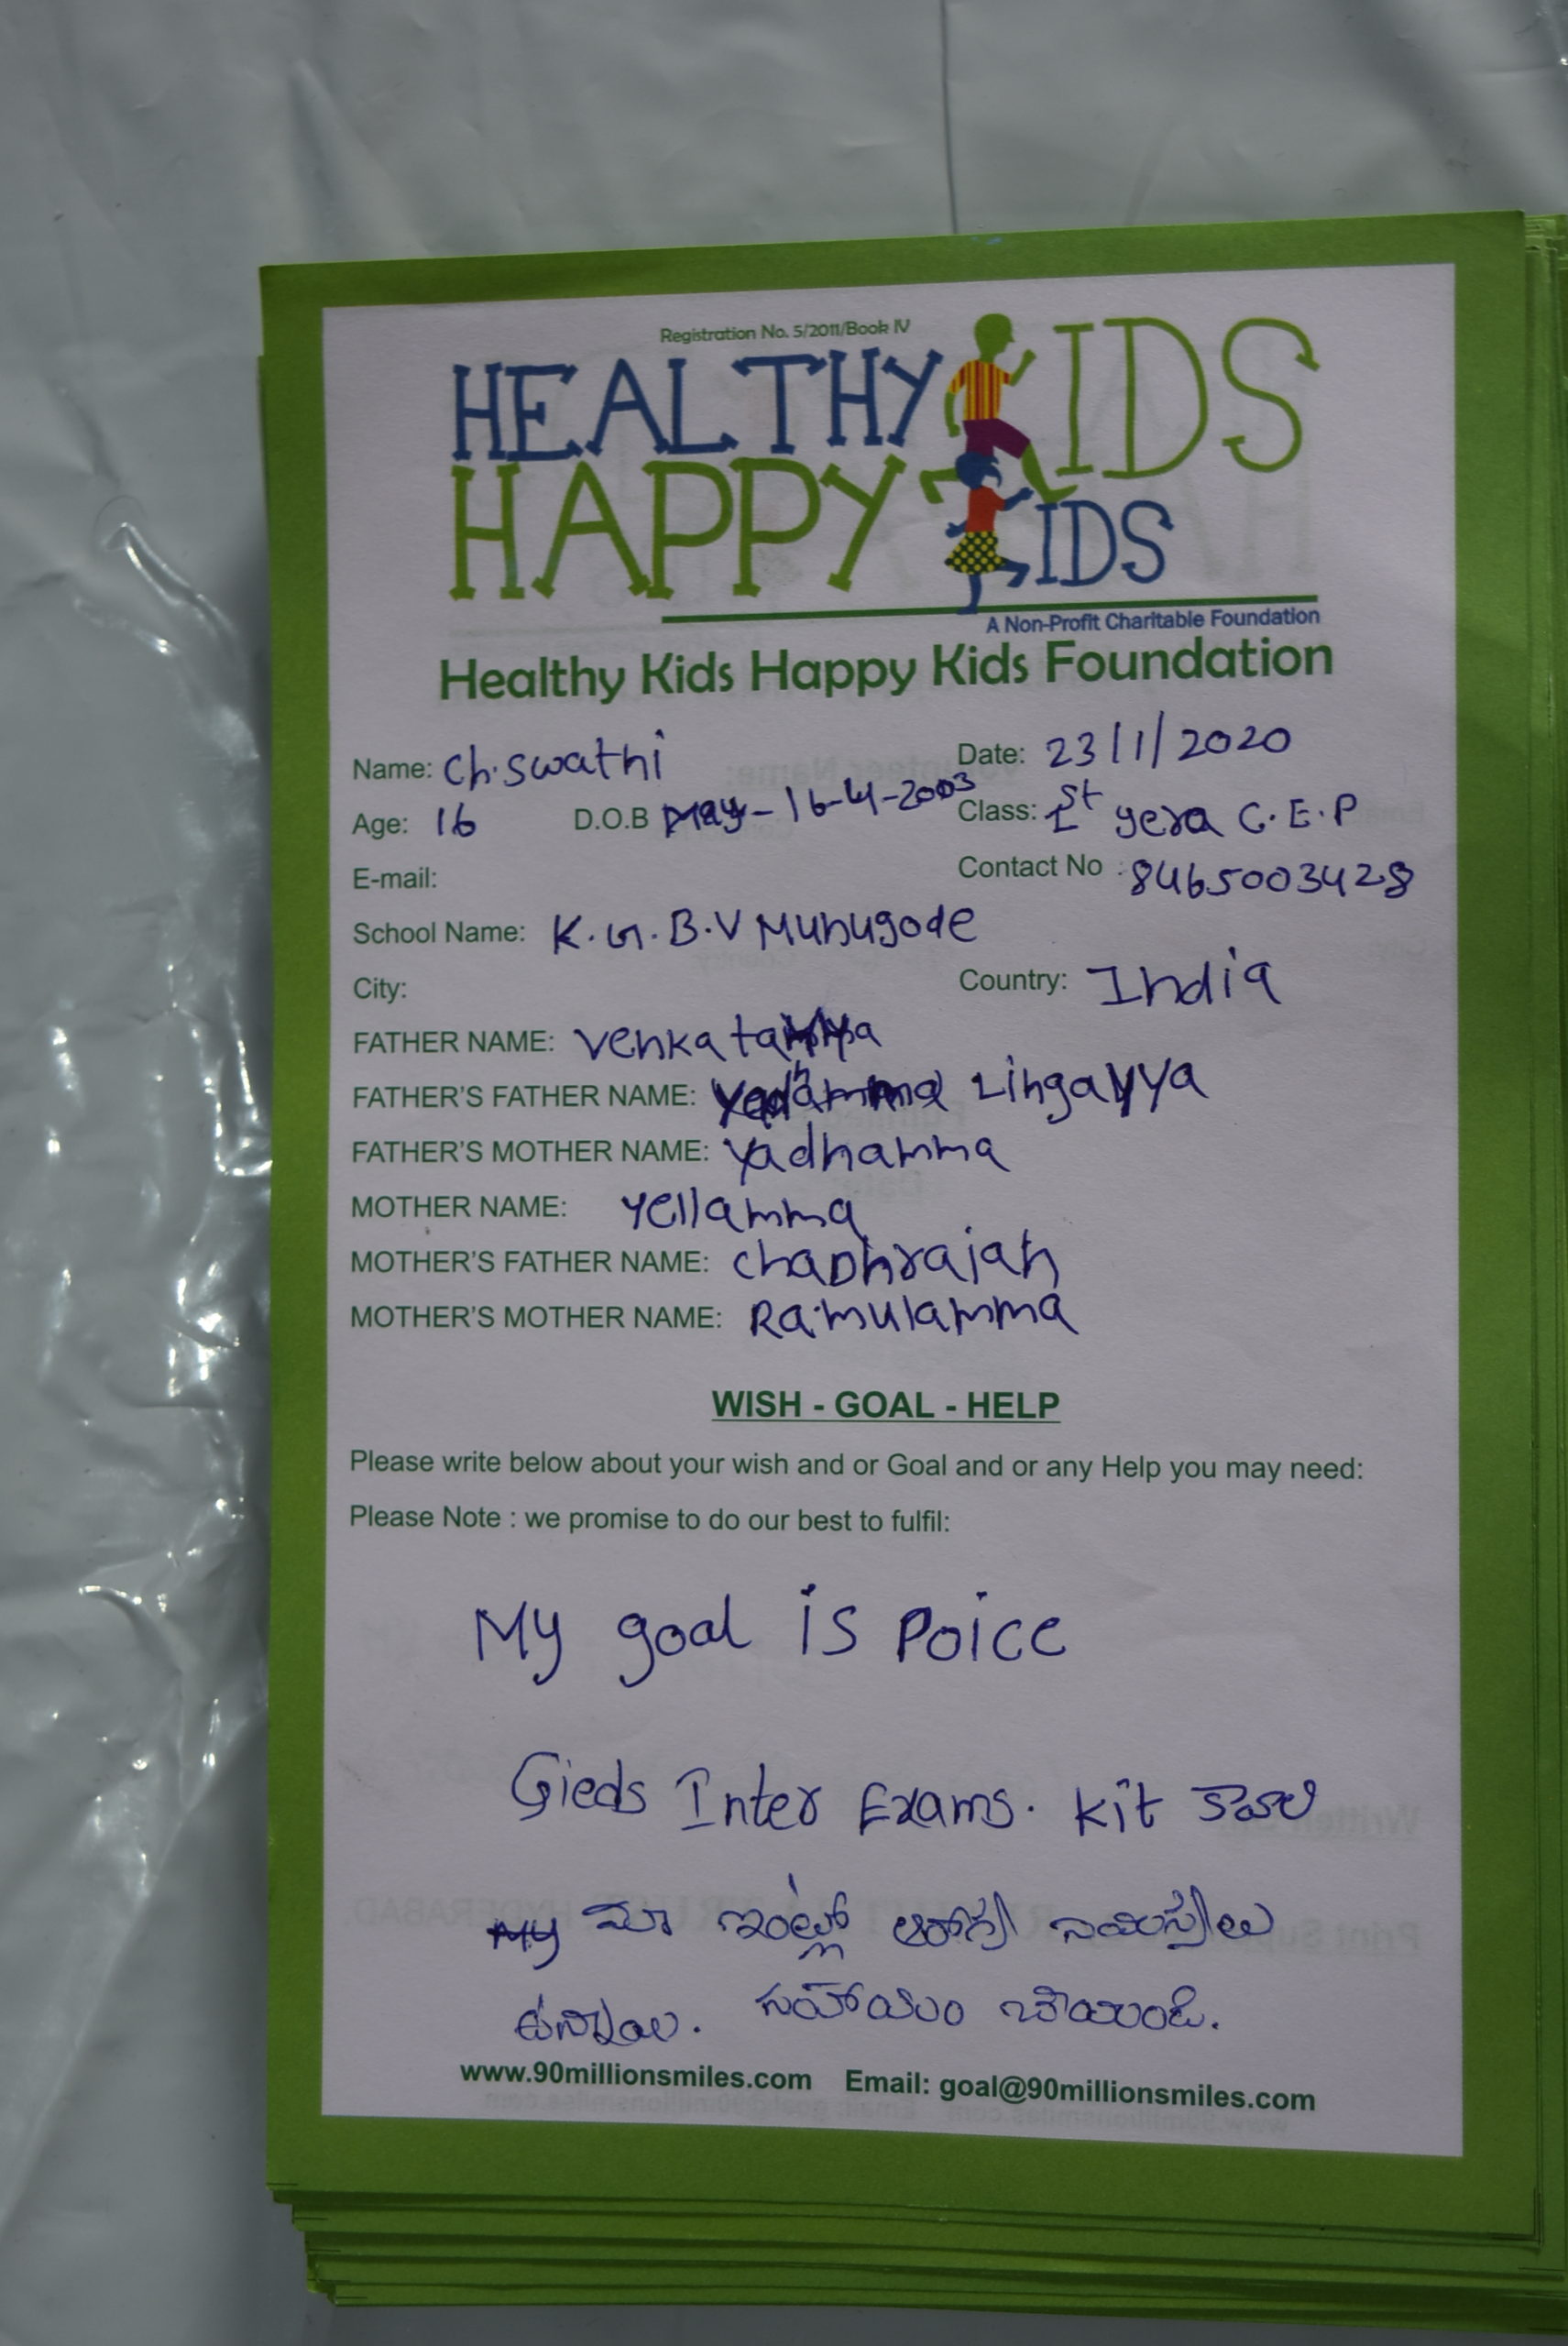 Registration No. 5/2011/Book IV
HEALTHY KIDS
HAPPY KIDS
A Non-Profit Charitable Foundation
Healthy Kids Happy Kids Foundation
Name: Ch.swathi Date: 23/1/2020
Age: 16 D.O.B May-16-4-2003 Class: 1st yera C.E.P
E-mail: Contact No : 8465003428
School Name: K.G.B.V Munugode
City: Country: India
FATHER NAME: Venkatayya
FATHER'S FATHER NAME: Lingayya
FATHER'S MOTHER NAME: Yadhamma
MOTHER NAME: Yellamma
MOTHER'S FATHER NAME: chadhraiah
MOTHER'S MOTHER NAME: Ramulamma
WISH - GOAL - HELP
Please write below about your wish and or Goal and or any Help you may need:
Please Note : we promise to do our best to fulfil:
My goal is Poice
Gieds Inter Exams. Kit కావాలి
My మా ఇంట్లో ఆరోగ్య
సహాయం చేయండి.
www.90millionsmiles.com Email: goal@90millionsmiles.com